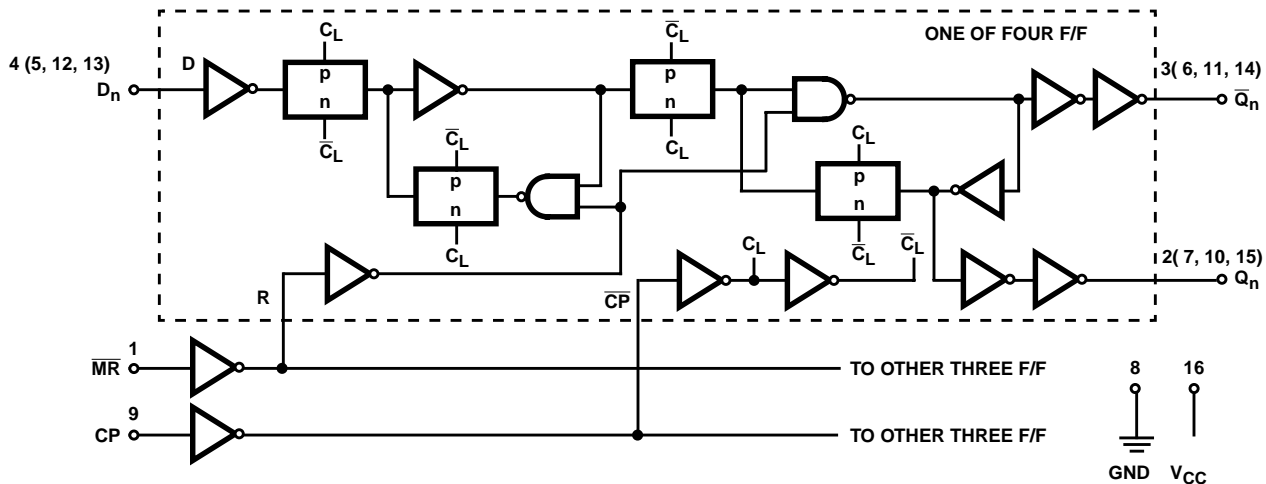 ONE OF FOUR F/F
4 (5, 12, 13)
Dn
D
CL
p
n
C̅L
C̅L
p
n
CL
C̅L
p
n
CL
CL
p
n
C̅L
3( 6, 11, 14)
Q̅n
2( 7, 10, 15)
Qn
R
C̅P̅
CL
C̅L
1
M̅R̅
TO OTHER THREE F/F
9
CP
TO OTHER THREE F/F
8
GND
16
VCC